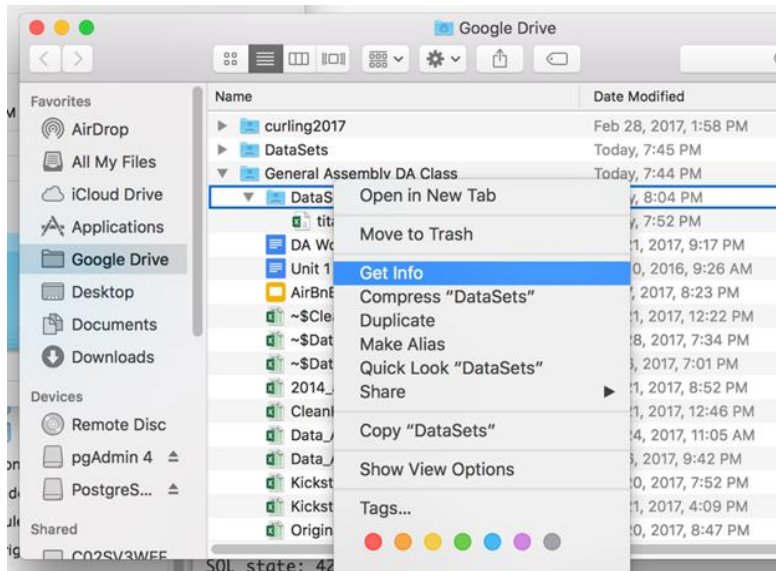 Google Drive
Favorites
AirDrop
All My Files
iCloud Drive
Applications
Google Drive
Desktop
Documents
Downloads
Devices
Remote Disc
pgAdmin 4
PostgreS...
Shared
C02SV3WEE
Name
Date Modified
curling2017
Feb 28, 2017, 1:58 PM
DataSets
Today, 7:45 PM
General Assembly DA Class
Today, 7:44 PM
DataS
, 8:04 PM
tita
, 7:52 PM
DA Wo
1, 2017, 9:17 PM
Unit 1
0, 2016, 9:26 AM
AirBnB
, 2017, 8:23 PM
~$Clea
1, 2017, 12:22 PM
~$Dat
8, 2017, 7:34 PM
~$Dat
, 2017, 7:01 PM
2014_
1, 2017, 8:52 PM
Clean
1, 2017, 12:46 PM
Data_
4, 2017, 11:05 AM
Data_
, 2017, 9:42 PM
Kickst
0, 2017, 7:52 PM
Kickst
1, 2017, 4:09 PM
Origin
0, 2017, 8:47 PM
Open in New Tab
Move to Trash
Get Info
Compress “DataSets”
Duplicate
Make Alias
Quick Look “DataSets”
Share
Copy “DataSets”
Show View Options
Tags...
SQL state: 42